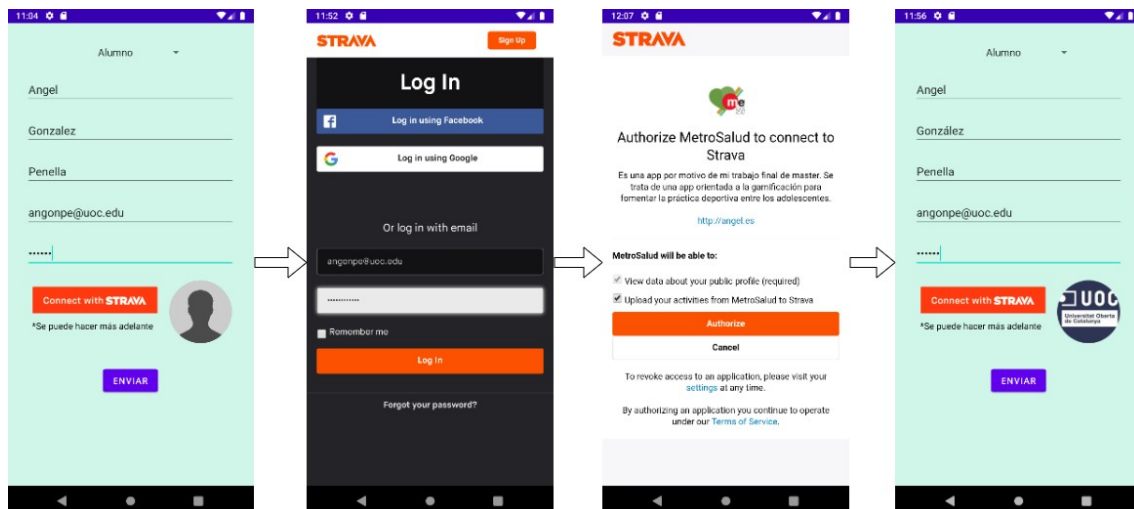 11:04
Alumno
Angel
Gonzalez
Penella
angonpe@uoc.edu
••••••
Connect with STRAVA
*Se puede hacer más adelante
ENVIAR
11:52
STRAVA
Sign Up
Log In
Log in using Facebook
Log in using Google
Or log in with email
angonpe@uoc.edu
••••••••••••
Remember me
Log In
Forgot your password?
12:07
STRAVA
me
Authorize MetroSalud to connect to
Strava
Es una app por motivo de mi trabajo final de master. Se
trata de una app orientada a la gamificación para
fomentar la práctica deportiva entre los adolescentes.
http://angel.es
MetroSalud will be able to:
View data about your public profile (required)
Upload your activities from MetroSalud to Strava
Authorize
Cancel
To revoke access to an application, please visit your
settings at any time.
By authorizing an application you continue to operate
under our Terms of Service.
11:56
Alumno
Angel
González
Penella
angonpe@uoc.edu
••••••
Connect with STRAVA
UOC
Universitat Oberta
de Catalunya
*Se puede hacer más adelante
ENVIAR